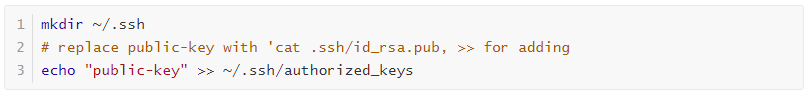 1 mkdir ~/.ssh
2 # replace public-key with 'cat .ssh/id_rsa.pub, >> for adding
3 echo "public-key" >> ~/.ssh/authorized_keys